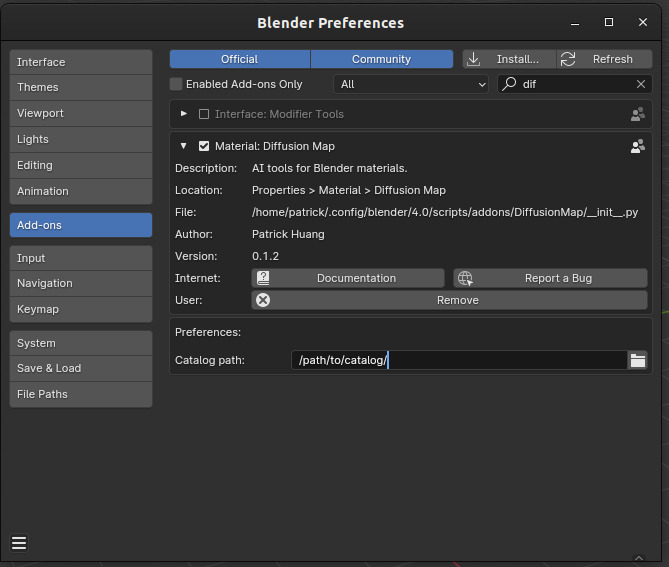 Blender Preferences
Interface
Themes
Viewport
Lights
Editing
Animation
Add-ons
Input
Navigation
Keymap
System
Save & Load
File Paths
Official Community Install... Refresh
Enabled Add-ons Only All dif
Interface: Modifier Tools
Material: Diffusion Map
Description: AI tools for Blender materials.
Location: Properties > Material > Diffusion Map
File: /home/patrick/.config/blender/4.0/scripts/addons/DiffusionMap/__init__.py
Author: Patrick Huang
Version: 0.1.2
Internet: Documentation Report a Bug
User: Remove
Preferences:
Catalog path: /path/to/catalog/